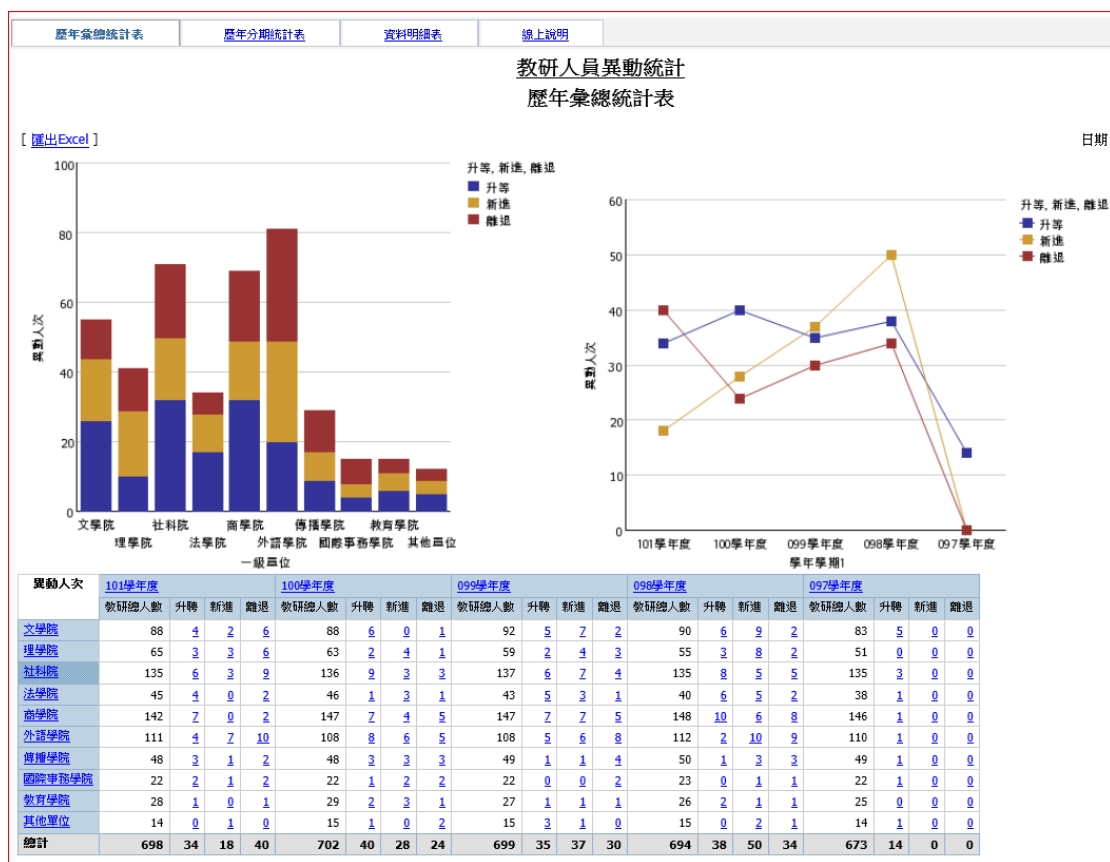 歷年彙總統計表 歷年分期統計表 資料明細表 線上說明
教研人員異動統計
歷年彙總統計表
[ 匯出Excel ] 日期
升等, 新進, 離退
升等
新進
離退
100
80
60
40
20
0
異動人次
文學院 社科院 商學院 傳播學院 教育學院
理學院 法學院 外語學院 國際事務學院 其他單位
一級單位
升等, 新進, 離退
升等
新進
離退
60
50
40
30
20
10
0
異動人次
101學年度 100學年度 099學年度 098學年度 097學年度
學年學期1
異動人次 101學年度 100學年度 099學年度 098學年度 097學年度
教研總人數 升聘 新進 離退 教研總人數 升聘 新進 離退 教研總人數 升聘 新進 離退 教研總人數 升聘 新進 離退 教研總人數 升聘 新進 離退
文學院 88 4 2 6 88 6 0 1 92 5 7 2 90 6 9 2 83 5 0 0
理學院 65 3 3 6 63 2 4 1 59 2 4 3 55 3 8 2 51 0 0 0
社科院 135 6 3 9 136 9 3 3 137 6 7 4 135 8 5 5 135 3 0 0
法學院 45 4 0 2 46 1 3 1 43 5 3 1 40 6 5 2 38 1 0 0
商學院 142 7 0 2 147 7 4 5 147 7 7 5 148 10 6 8 146 1 0 0
外語學院 111 4 7 10 108 8 6 5 108 5 6 8 112 2 10 9 110 1 0 0
傳播學院 48 3 1 2 48 3 3 3 49 1 1 4 50 1 3 3 49 1 0 0
國際事務學院 22 2 1 2 22 1 2 2 22 0 0 2 23 0 1 1 22 1 0 0
教育學院 28 1 0 1 29 2 3 1 27 1 1 1 26 2 1 1 25 0 0 0
其他單位 14 0 1 0 15 1 0 2 15 3 1 0 15 0 2 1 14 1 0 0
總計 698 34 18 40 702 40 28 24 699 35 37 30 694 38 50 34 673 14 0 0